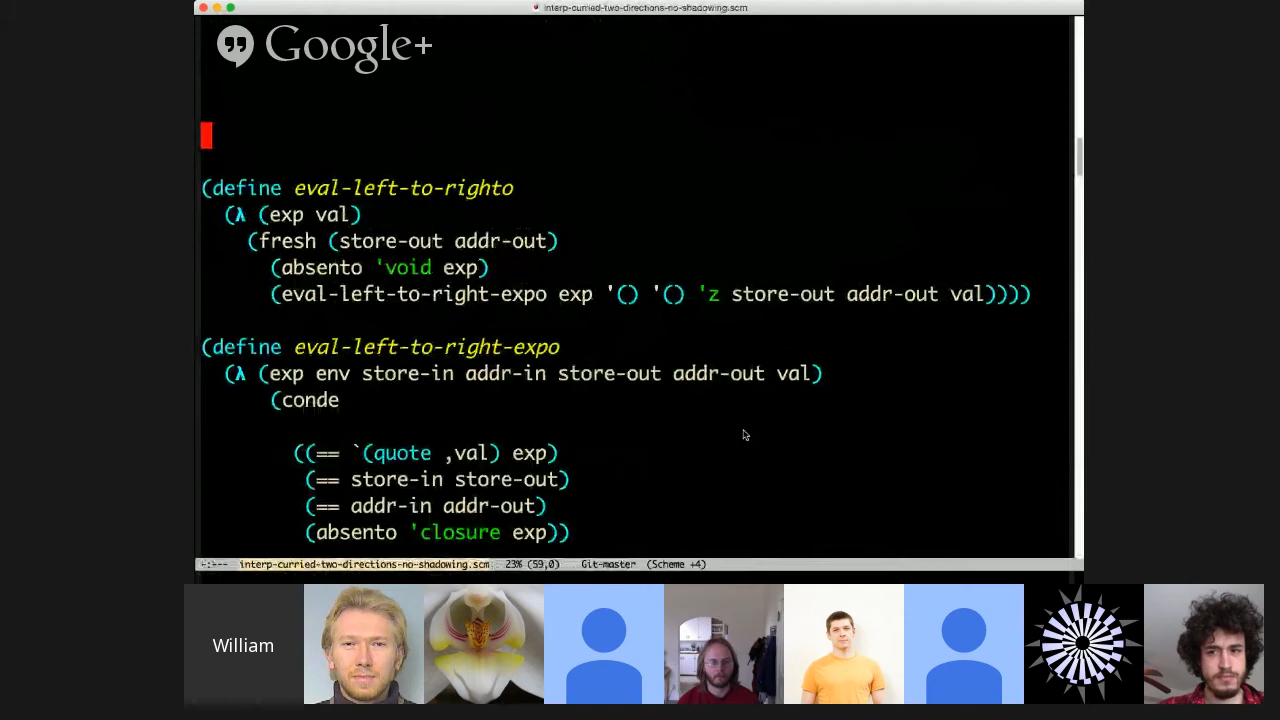 interp-curried-two-directions-no-shadowing.scm
Google+
(define eval-left-to-righto
(λ (exp val)
(fresh (store-out addr-out)
(absento 'void exp)
(eval-left-to-right-expo exp '() '() 'z store-out addr-out val))))
(define eval-left-to-right-expo
(λ (exp env store-in addr-in store-out addr-out val)
(conde
((== `(quote ,val) exp)
(== store-in store-out)
(== addr-in addr-out)
(absento 'closure exp))
-:--- interp-curried-two-directions-no-shadowing.scm 23% (59,0) Git-master (Scheme +4)
William